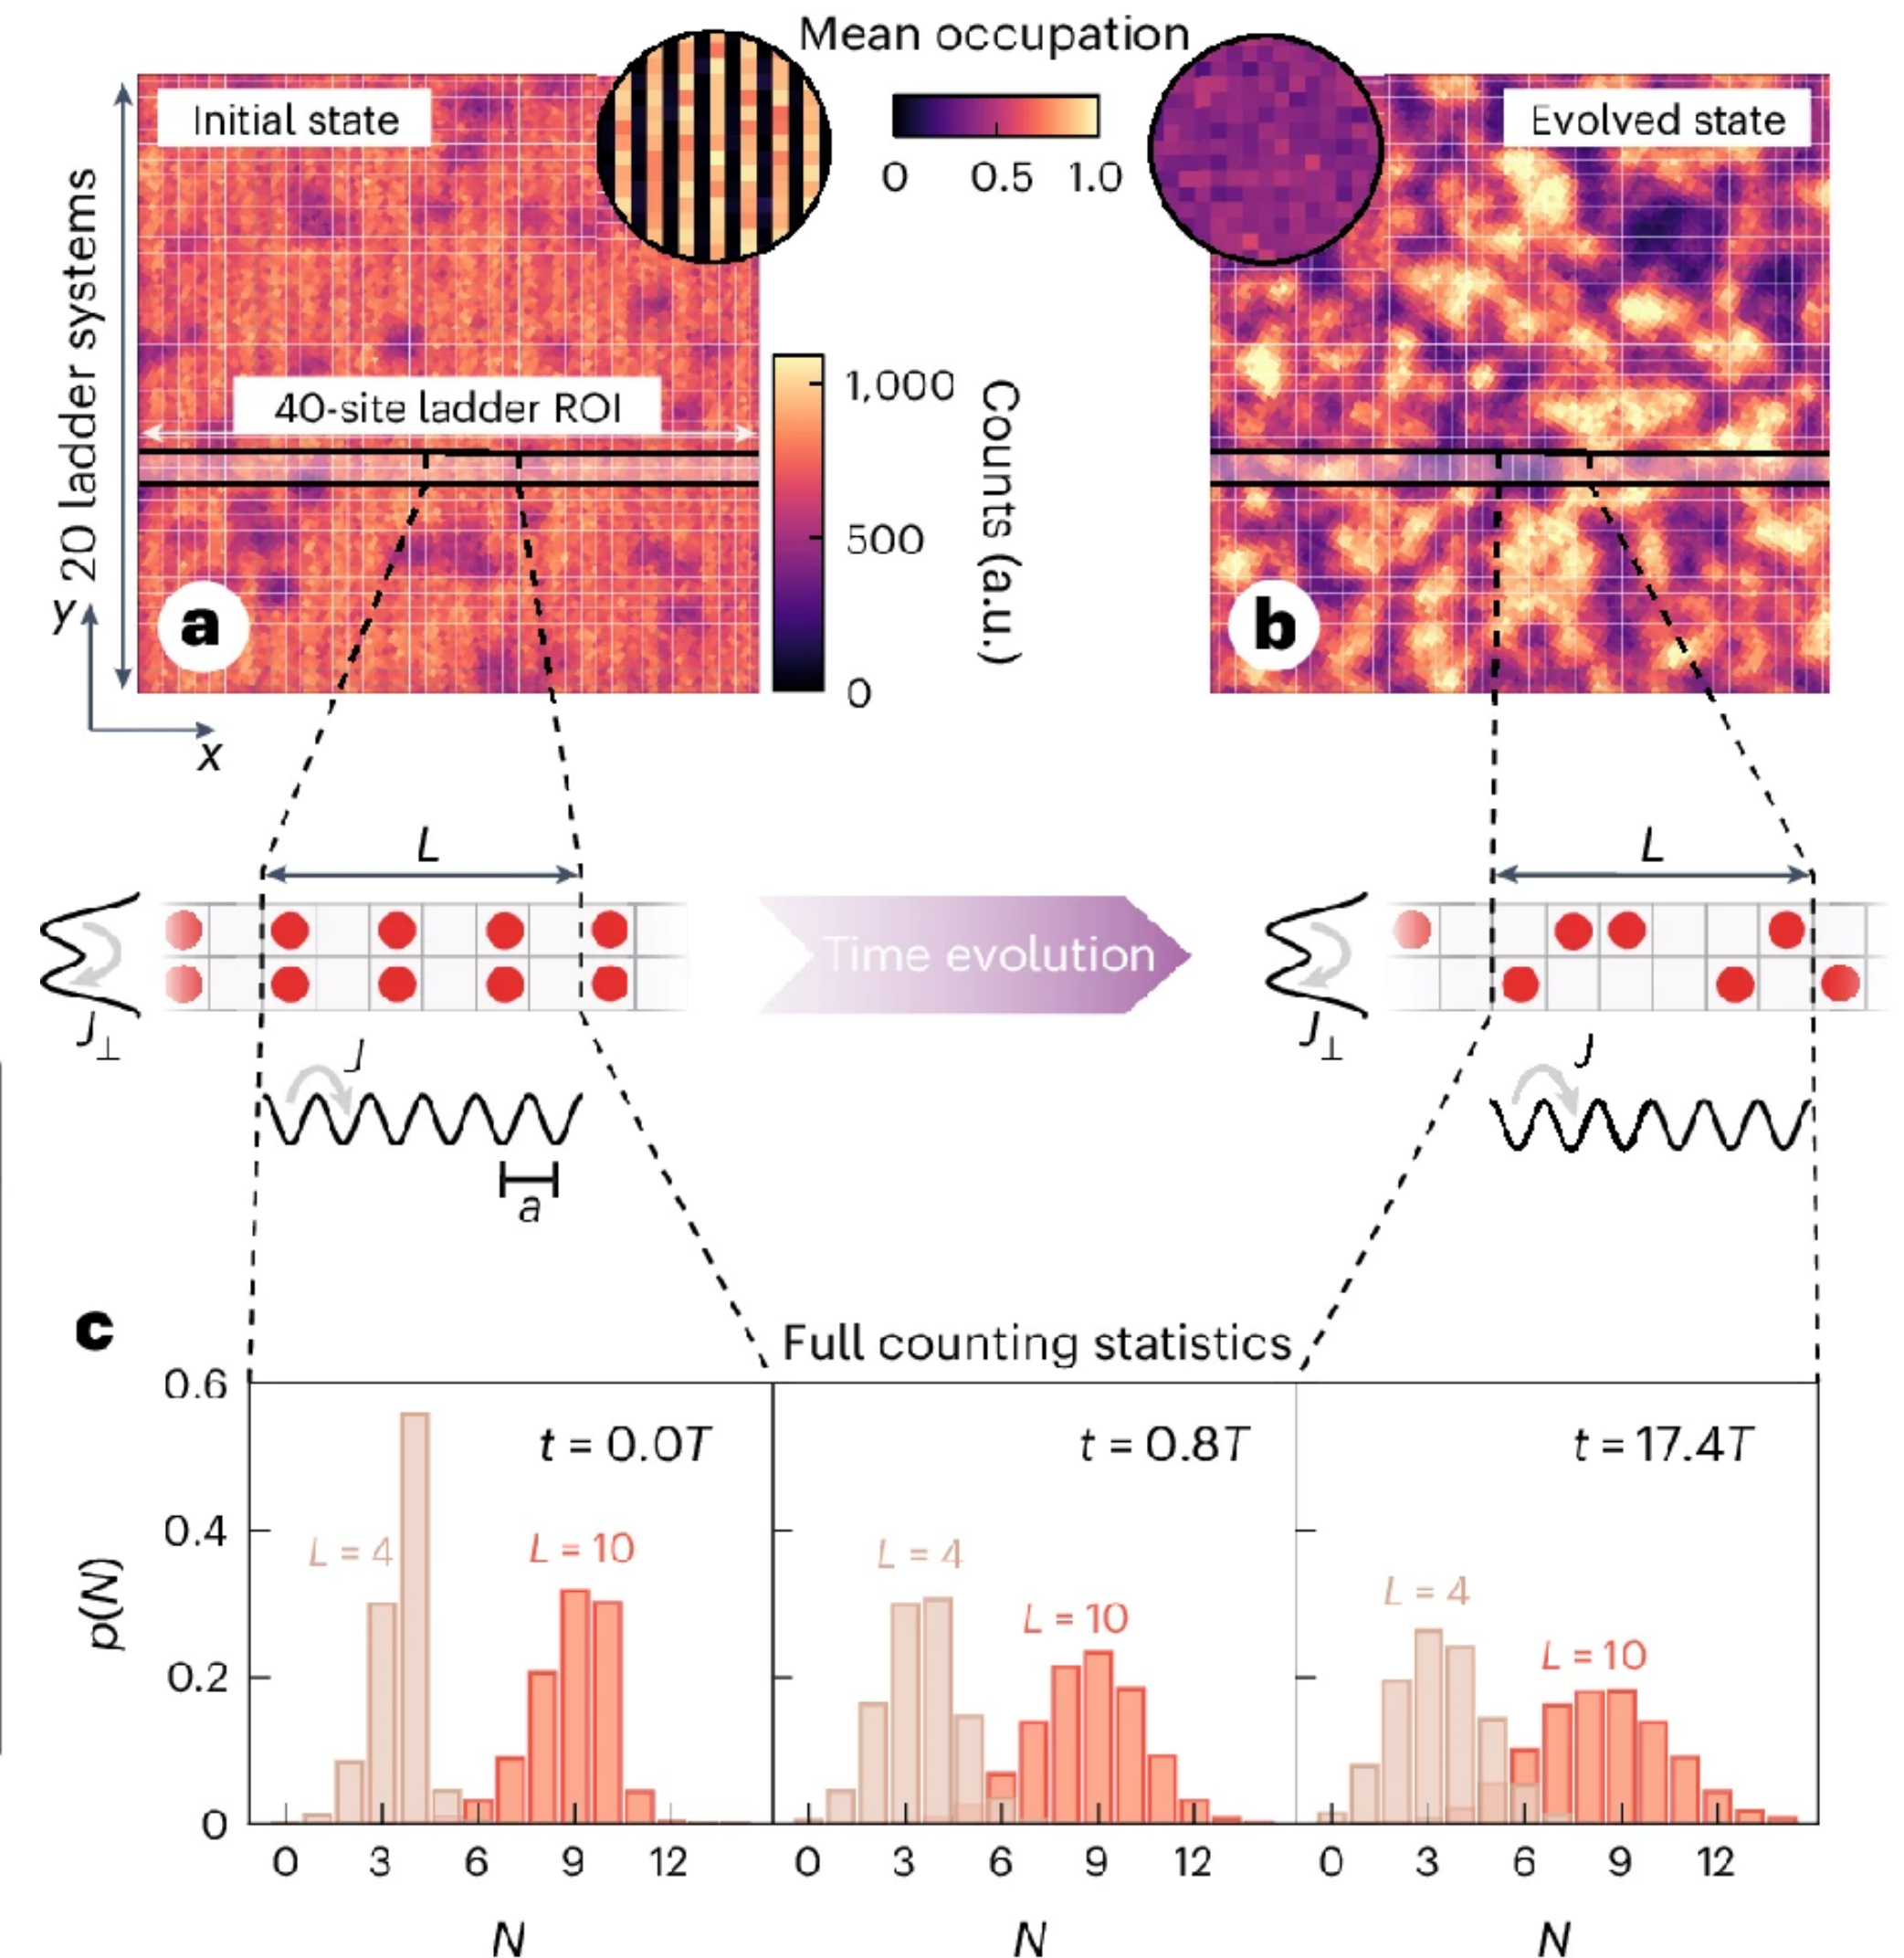 Mean occupation
0 0.5 1.0
Initial state
Evolved state
20 ladder systems
40-site ladder ROI
1,000
500
0
Counts (a.u.)
a
b
Y
X
L
L
Time evolution
J⊥
J
a
J⊥
J
c
Full counting statistics
p(N)
0.6
0.4
0.2
0
t = 0.0T
L = 4
L = 10
t = 0.8T
L = 4
L = 10
t = 17.4T
L = 4
L = 10
0 3 6 9 12
0 3 6 9 12
0 3 6 9 12
N
N
N